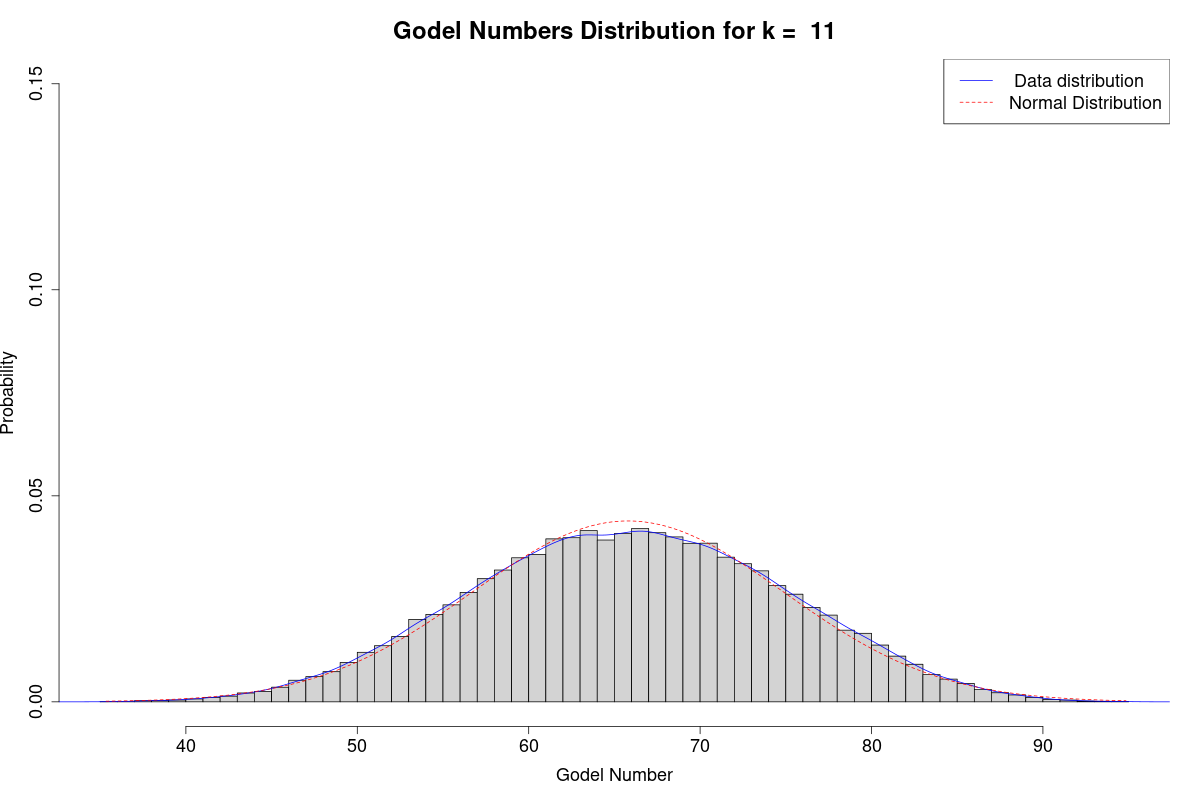 Godel Numbers Distribution for k =  11
Data distribution
Normal Distribution
0.15
0.10
0.05
0.00
Probability
40 50 60 70 80 90
Godel Number